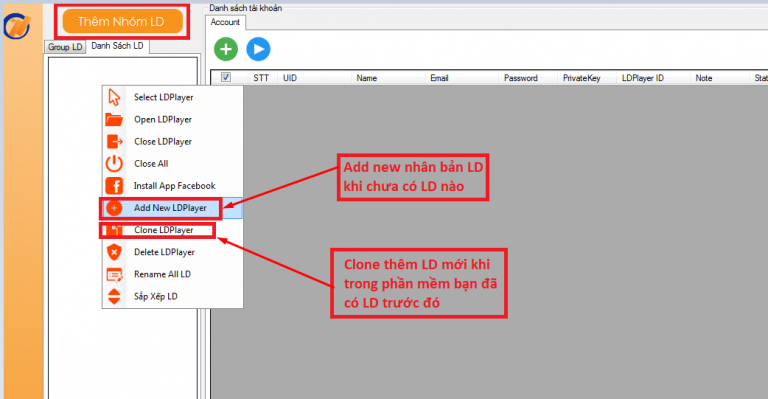 Thêm Nhóm LD
Danh sách tài khoản
Account
Group LD
Danh Sách LD
STT UID Name Email Password PrivateKey LDPlayer ID Note Stat
Select LDPlayer
Open LDPlayer
Close LDPlayer
Close All
Install App Facebook
Add New LDPlayer
Clone LDPlayer
Delete LDPlayer
Rename All LD
Sắp Xếp LD
Add new nhân bản LD
khi chưa có LD nào
Clone thêm LD mới khi
trong phần mềm bạn đã
có LD trước đó